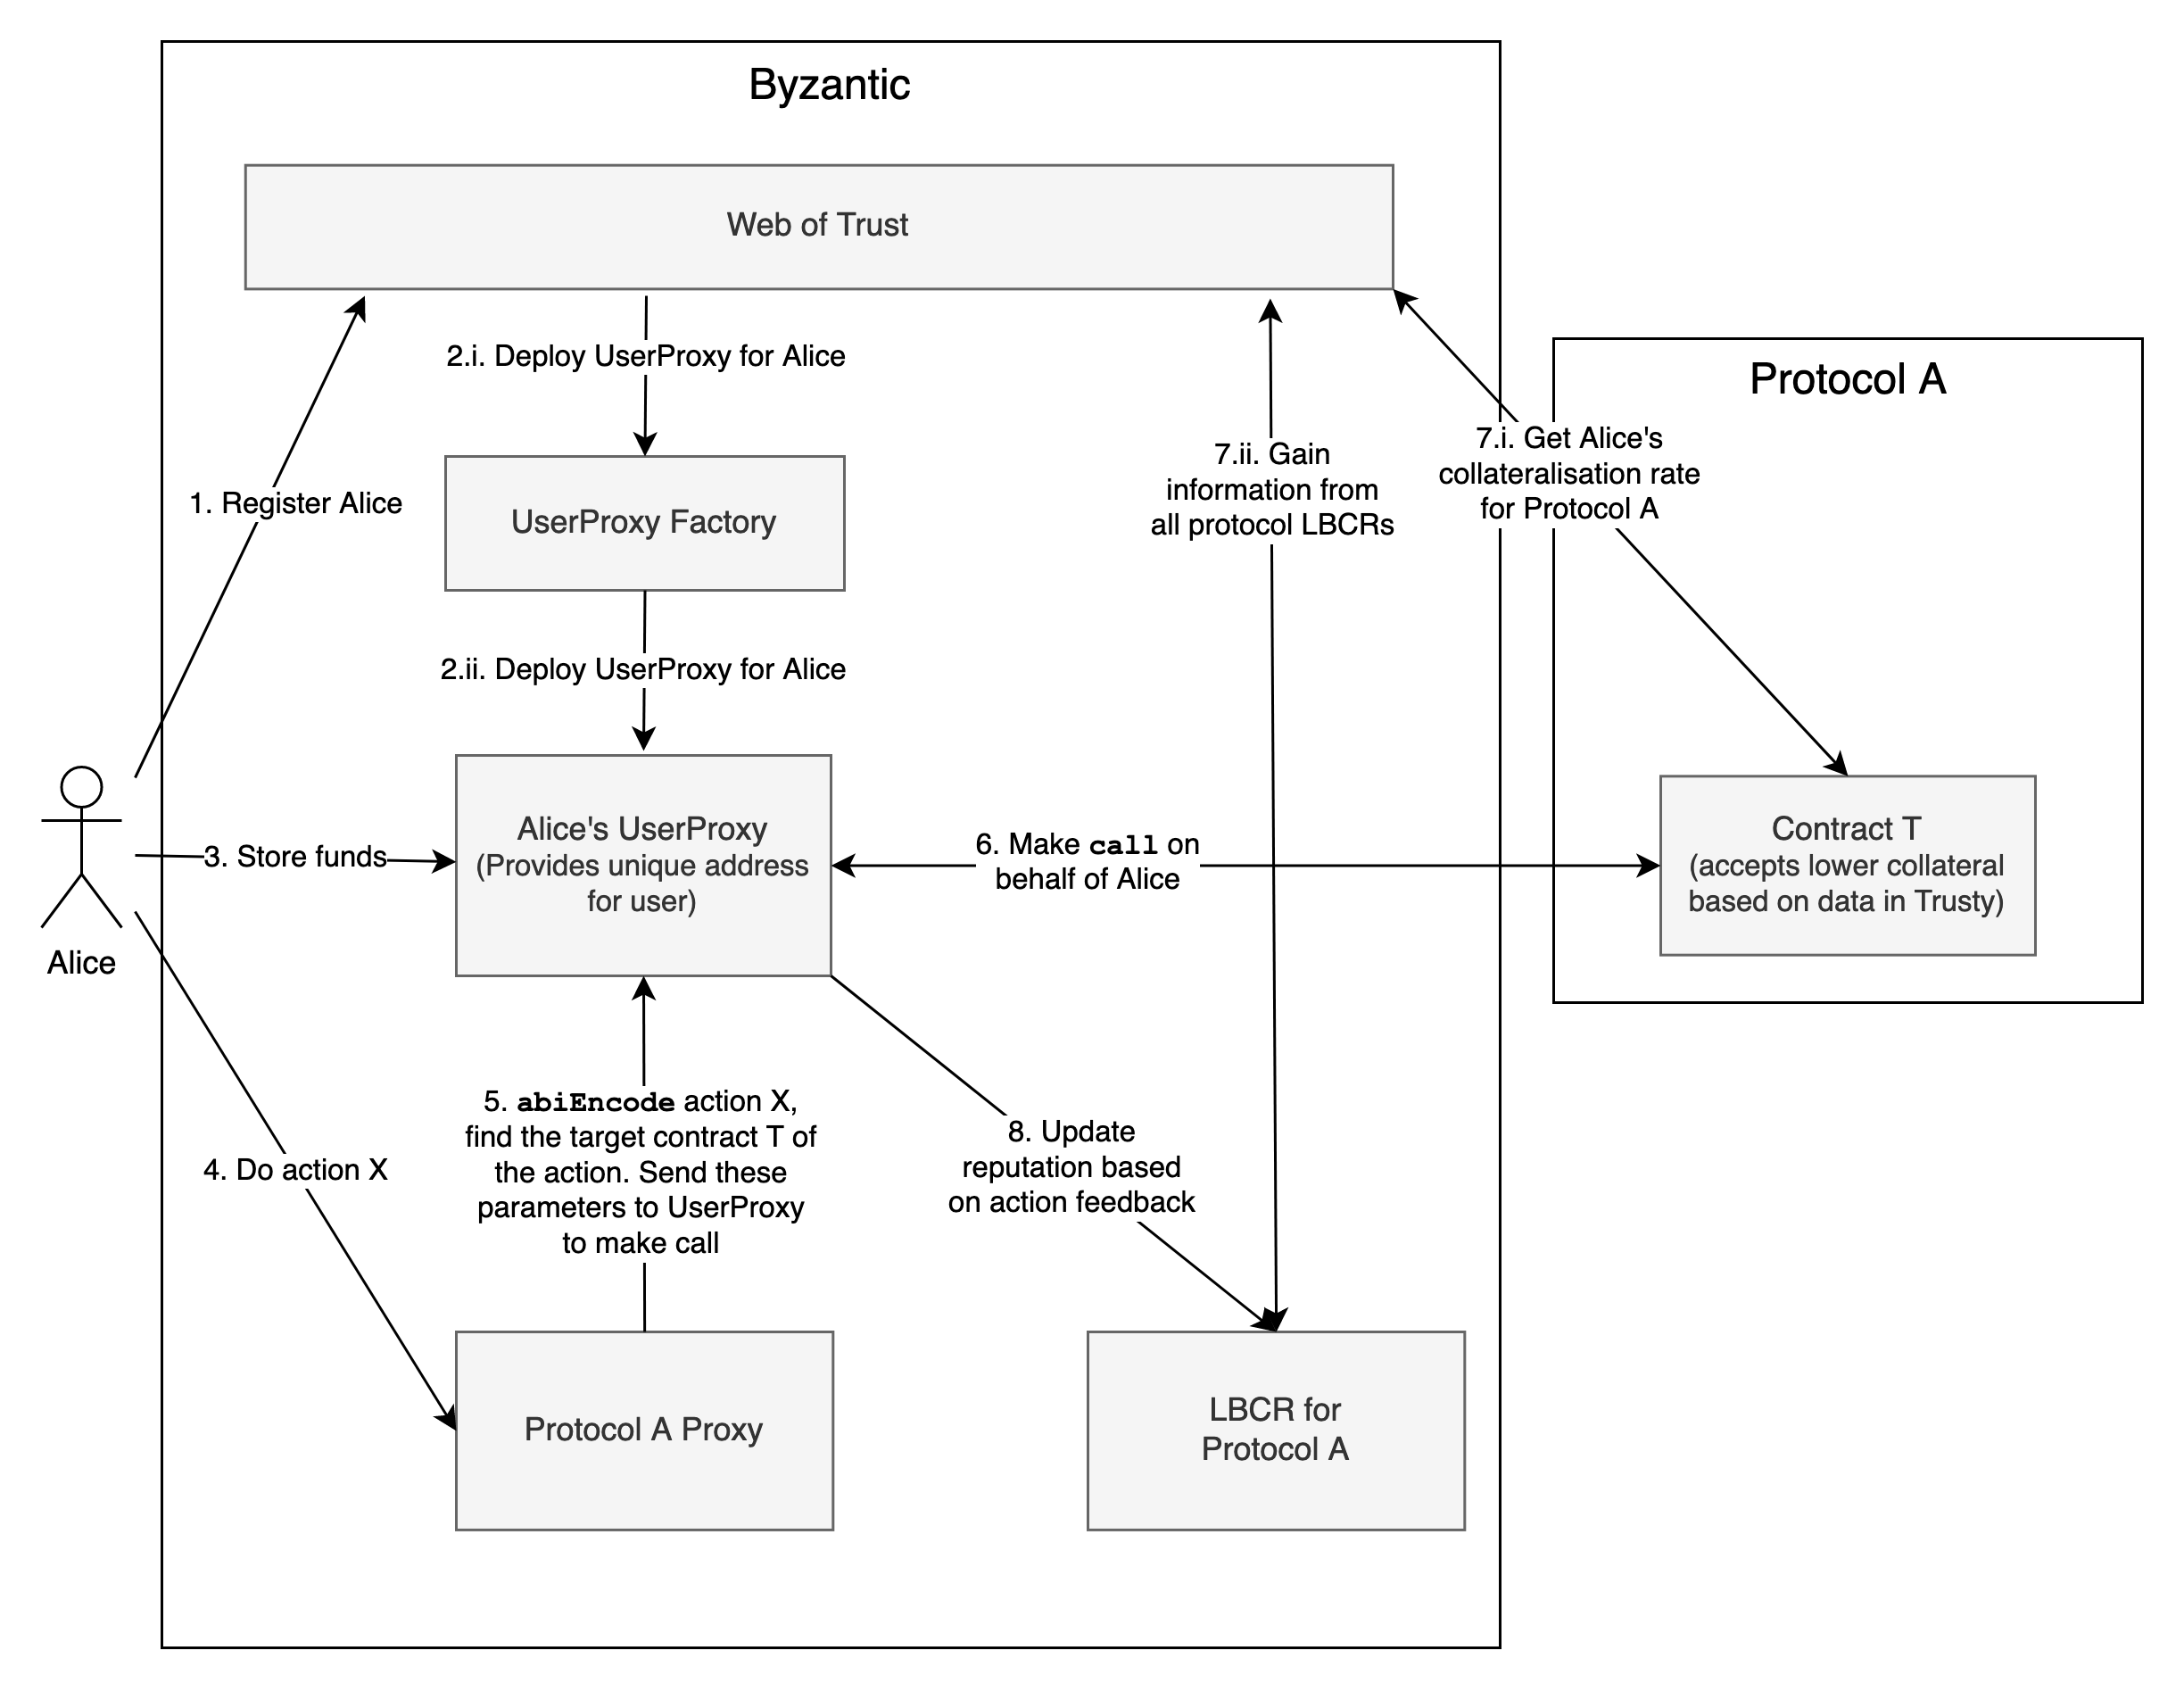 Byzantic
Web of Trust
2.i. Deploy UserProxy for Alice
Protocol A
7.i. Get Alice's
collateralisation rate
for Protocol A
7.ii. Gain
information from
all protocol LBCRs
1. Register Alice
UserProxy Factory
2.ii. Deploy UserProxy for Alice
Alice's UserProxy
(Provides unique address
for user)
3. Store funds
6. Make call on
behalf of Alice
Contract T
(accepts lower collateral
based on data in Trusty)
Alice
5. abiEncode action X,
find the target contract T of
the action. Send these
parameters to UserProxy
to make call
8. Update
reputation based
on action feedback
4. Do action X
Protocol A Proxy
LBCR for
Protocol A